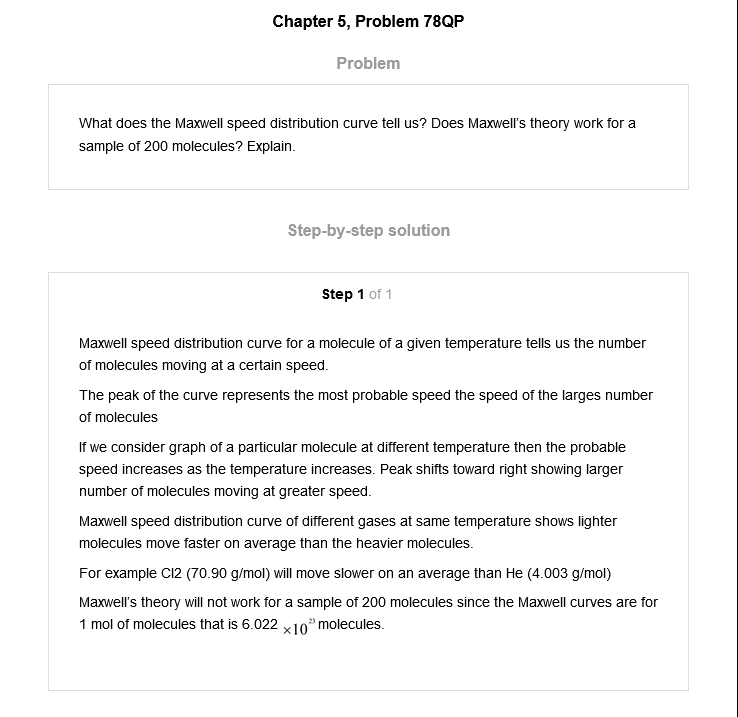 Chapter 5, Problem 78QP
Problem
What does the Maxwell speed distribution curve tell us? Does Maxwell's theory work for a
sample of 200 molecules? Explain.
Step-by-step solution
Step 1 of 1
Maxwell speed distribution curve for a molecule of a given temperature tells us the number
of molecules moving at a certain speed.
The peak of the curve represents the most probable speed the speed of the larges number
of molecules
If we consider graph of a particular molecule at different temperature then the probable
speed increases as the temperature increases. Peak shifts toward right showing larger
number of molecules moving at greater speed.
Maxwell speed distribution curve of different gases at same temperature shows lighter
molecules move faster on average than the heavier molecules.
For example Cl2 (70.90 g/mol) will move slower on an average than He (4.003 g/mol)
Maxwell's theory will not work for a sample of 200 molecules since the Maxwell curves are for
1 mol of molecules that is 6.022 ×10²³ molecules.